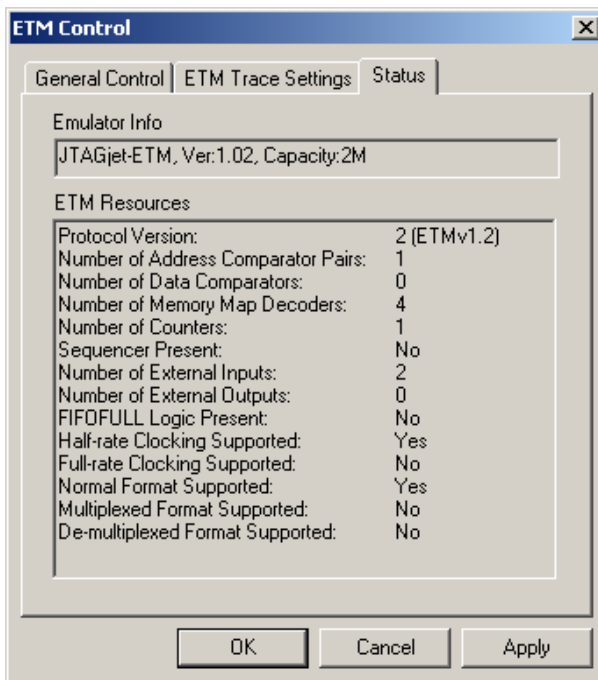 ETM Control
General Control ETM Trace Settings Status
Emulator Info
JTAGjet-ETM, Ver:1.02, Capacity:2M
ETM Resources
Protocol Version: 2 (ETMv1.2)
Number of Address Comparator Pairs: 1
Number of Data Comparators: 0
Number of Memory Map Decoders: 4
Number of Counters: 1
Sequencer Present: No
Number of External Inputs: 2
Number of External Outputs: 0
FIFOFULL Logic Present: No
Half-rate Clocking Supported: Yes
Full-rate Clocking Supported: No
Normal Format Supported: Yes
Multiplexed Format Supported: No
De-multiplexed Format Supported: No
OK Cancel Apply